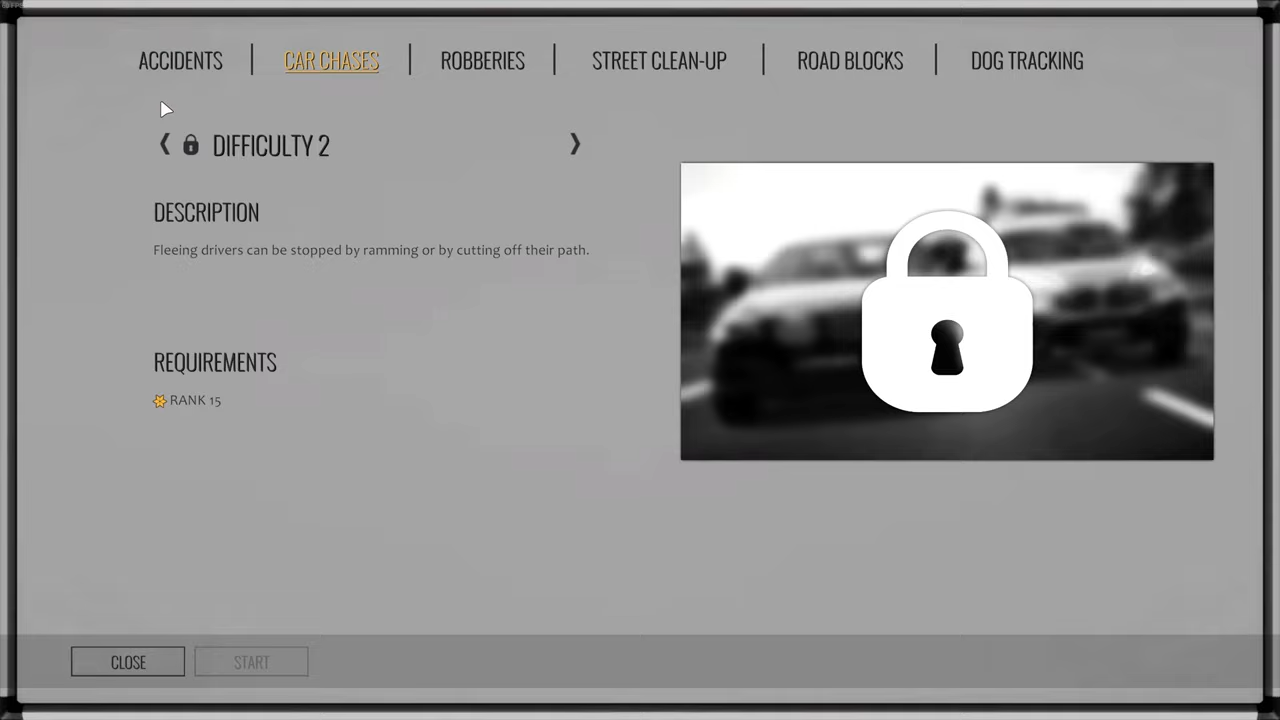 ACCIDENTS | CAR CHASES | ROBBERIES | STREET CLEAN-UP | ROAD BLOCKS | DOG TRACKING
DIFFICULTY 2
DESCRIPTION
Fleeing drivers can be stopped by ramming or by cutting off their path.
REQUIREMENTS
RANK 15
CLOSE START